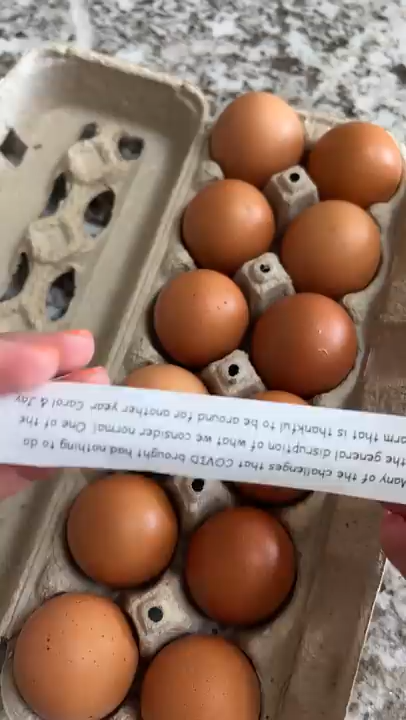 Many of the challenges that COVID brought had nothing to do
the general disruption of what we consider normal. One of the
arm that is thankful to be around for another year. Carol & Jay